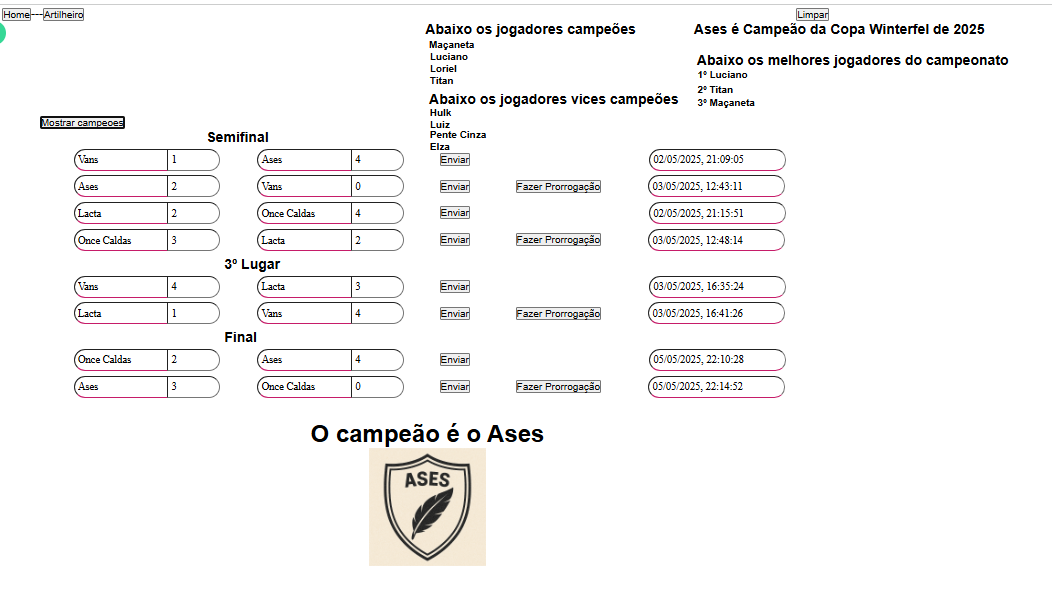 Home---Artilheiro Limpar
Abaixo os jogadores campeões
Maçaneta
Luciano
Loriel
Titan
Ases é Campeão da Copa Winterfel de 2025
Abaixo os melhores jogadores do campeonato
1º Luciano
2º Titan
3º Maçaneta
Abaixo os jogadores vices campeões
Hulk
Luiz
Pente Cinza
Elza
Mostrar campeoes
Semifinal
Vans 1 Ases 4 Enviar 02/05/2025, 21:09:05
Ases 2 Vans 0 Enviar Fazer Prorrogação 03/05/2025, 12:43:11
Lacta 2 Once Caldas 4 Enviar 02/05/2025, 21:15:51
Once Caldas 3 Lacta 2 Enviar Fazer Prorrogação 03/05/2025, 12:48:14
3º Lugar
Vans 4 Lacta 3 Enviar 03/05/2025, 16:35:24
Lacta 1 Vans 4 Enviar Fazer Prorrogação 03/05/2025, 16:41:26
Final
Once Caldas 2 Ases 4 Enviar 05/05/2025, 22:10:28
Ases 3 Once Caldas 0 Enviar Fazer Prorrogação 05/05/2025, 22:14:52
O campeão é o Ases
ASES